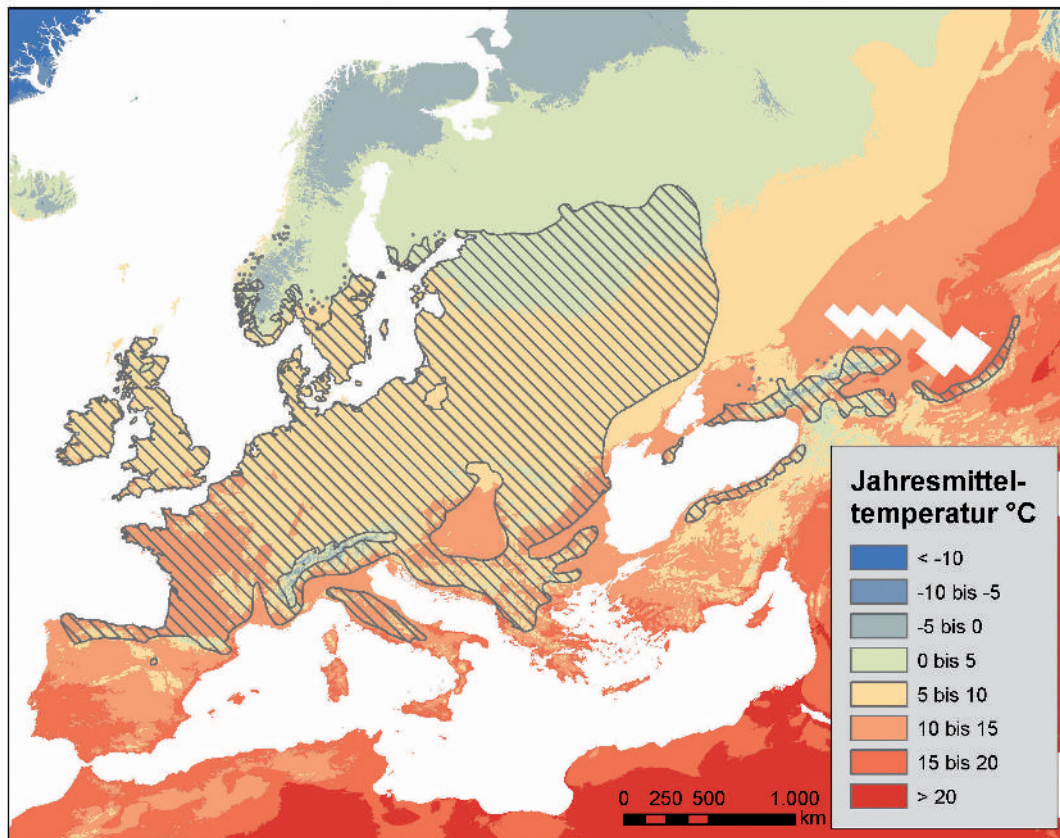 Jahresmittel-
temperatur °C
< -10
-10 bis -5
-5 bis 0
0 bis 5
5 bis 10
10 bis 15
15 bis 20
> 20
0 250 500 1.000
km